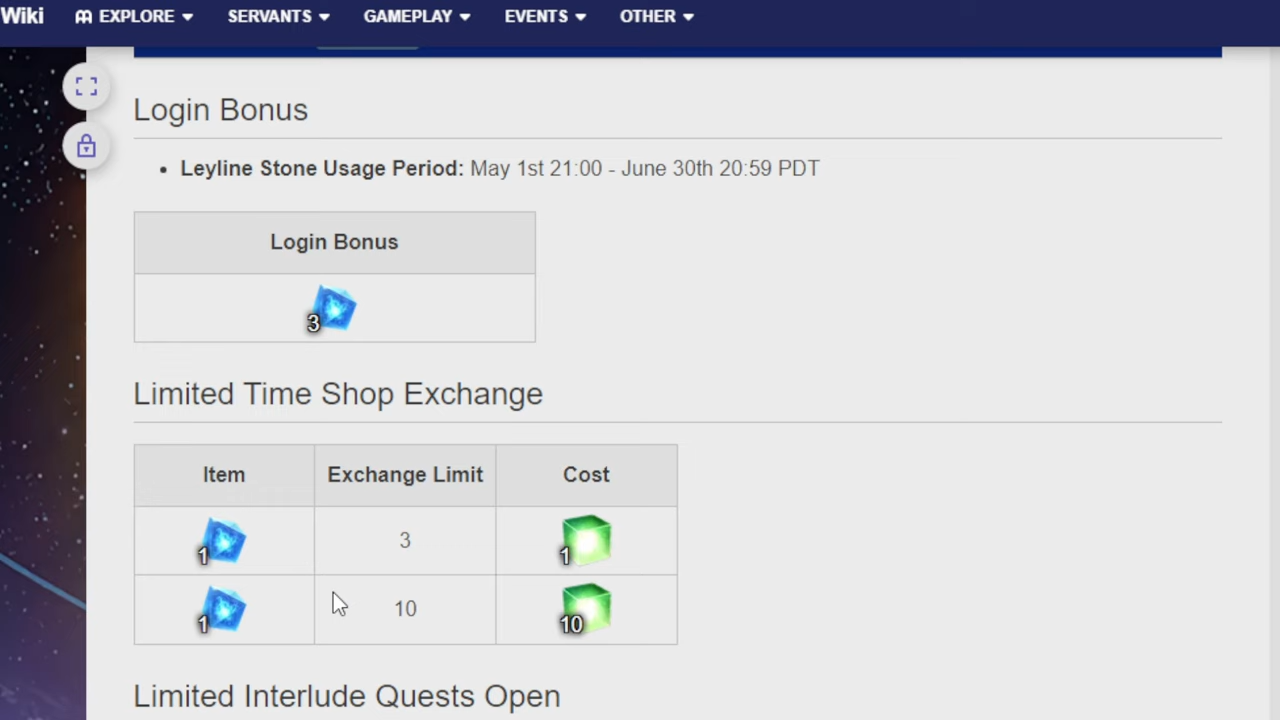 Wiki EXPLORE SERVANTS GAMEPLAY EVENTS OTHER
Login Bonus
Leyline Stone Usage Period: May 1st 21:00 - June 30th 20:59 PDT
Login Bonus
3
Limited Time Shop Exchange
Item Exchange Limit Cost
1 3 1
1 10 10
Limited Interlude Quests Open